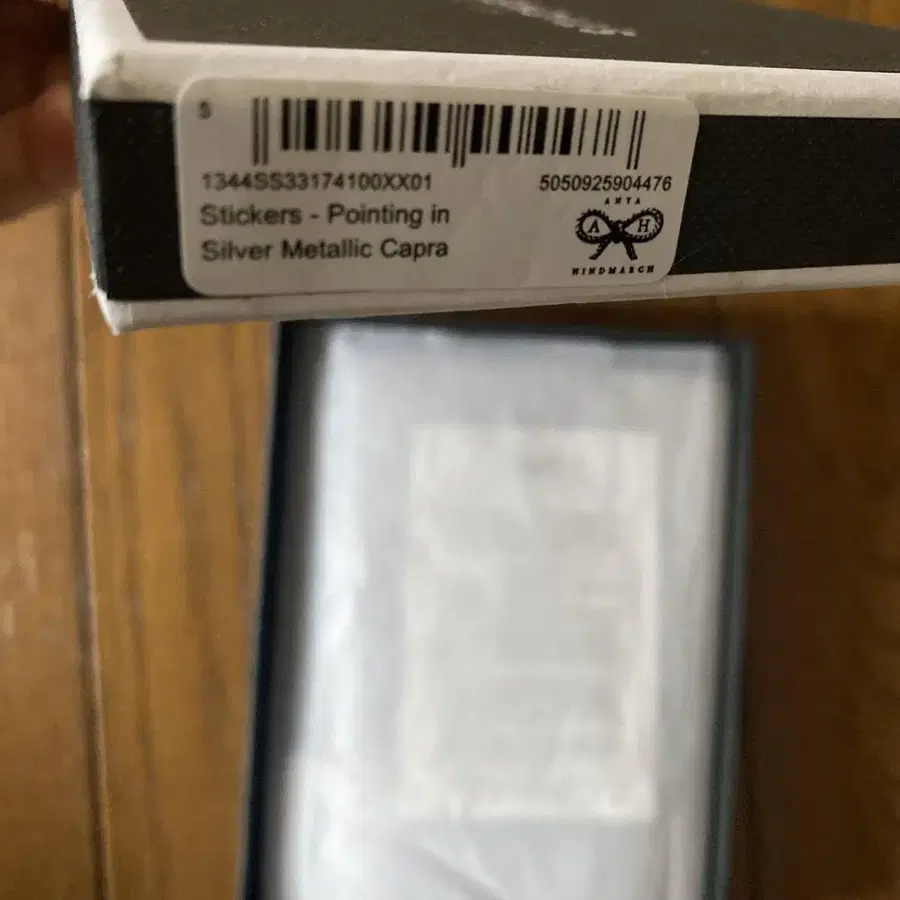 S
1344SS33174100XX01 5050925904476
Stickers - Pointing in
Silver Metallic Capra
ANYA
A H
HINDMARCH